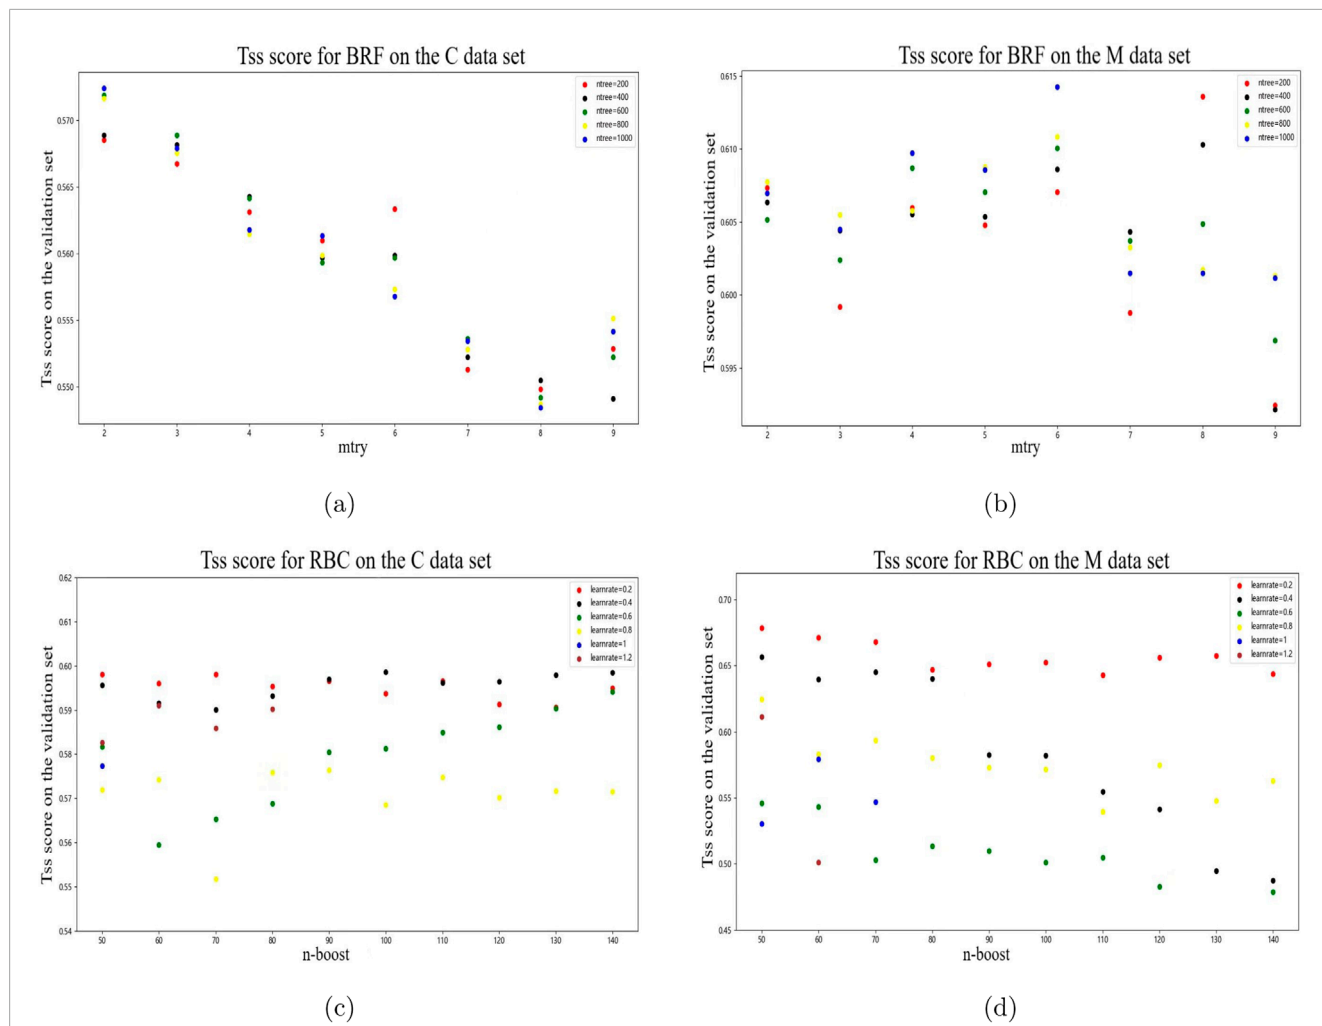 Tss score for BRF on the C data set
Tss score on the validation set
0.570
0.565
0.560
0.555
0.550
ntree=200
ntree=400
ntree=600
ntree=800
ntree=1000
2 3 4 5 6 7 8 9
mtry
(a)
Tss score for BRF on the M data set
Tss score on the validation set
0.615
0.610
0.605
0.600
0.595
ntree=200
ntree=400
ntree=600
ntree=800
ntree=1000
2 3 4 5 6 7 8 9
mtry
(b)
Tss score for RBC on the C data set
Tss score on the validation set
0.62
0.61
0.60
0.59
0.58
0.57
0.56
0.55
0.54
learnrate=0.2
learnrate=0.4
learnrate=0.6
learnrate=0.8
learnrate=1
learnrate=1.2
50 60 70 80 90 100 110 120 130 140
n-boost
(c)
Tss score for RBC on the M data set
Tss score on the validation set
0.70
0.65
0.60
0.55
0.50
0.45
learnrate=0.2
learnrate=0.4
learnrate=0.6
learnrate=0.8
learnrate=1
learnrate=1.2
50 60 70 80 90 100 110 120 130 140
n-boost
(d)